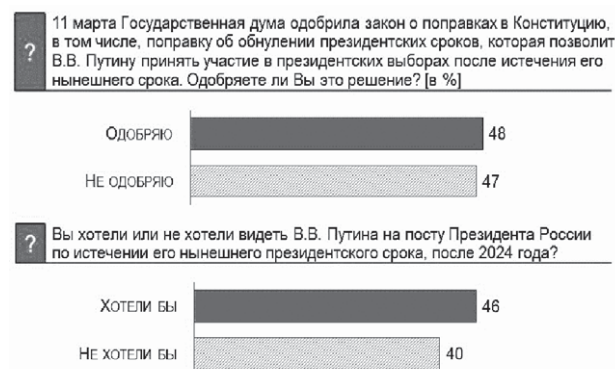 ?
11 марта Государственная дума одобрила закон о поправках в Конституцию,
в том числе, поправку об обнулении президентских сроков, которая позволит
В.В. Путину принять участие в президентских выборах после истечения его
нынешнего срока. Одобряете ли Вы это решение? [в %]
Одобряю 48
Не одобряю 47
?
Вы хотели или не хотели видеть В.В. Путина на посту Президента России
по истечении его нынешнего президентского срока, после 2024 года?
Хотели бы 46
Не хотели бы 40